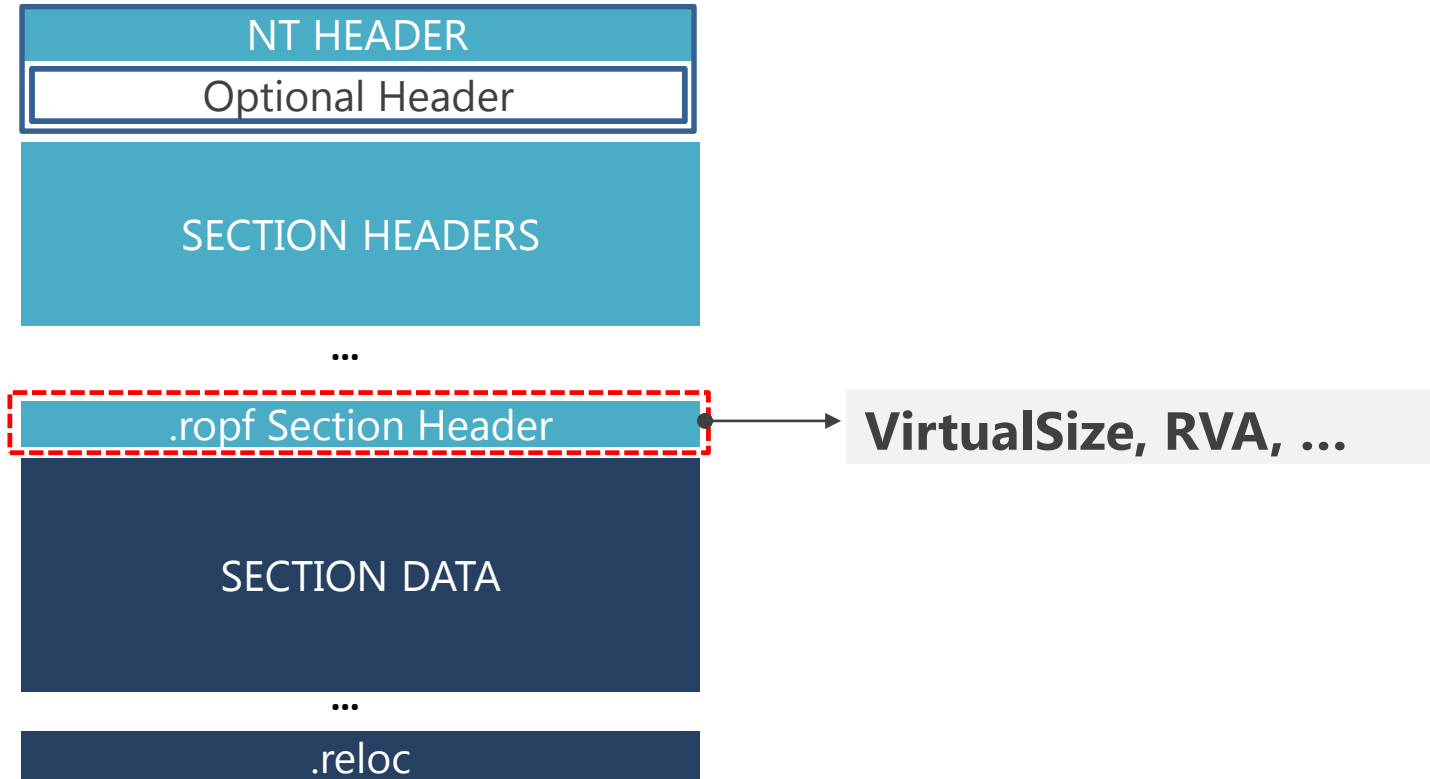 NT HEADER
Optional Header
SECTION HEADERS
...
.ropf Section Header
VirtualSize, RVA, ...
SECTION DATA
...
.reloc